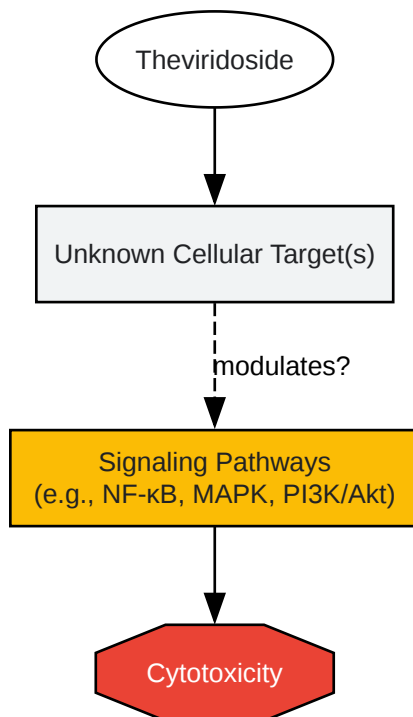 Theviridoside
Unknown Cellular Target(s)
modulates?
Signaling Pathways
(e.g., NF-κB, MAPK, PI3K/Akt)
Cytotoxicity